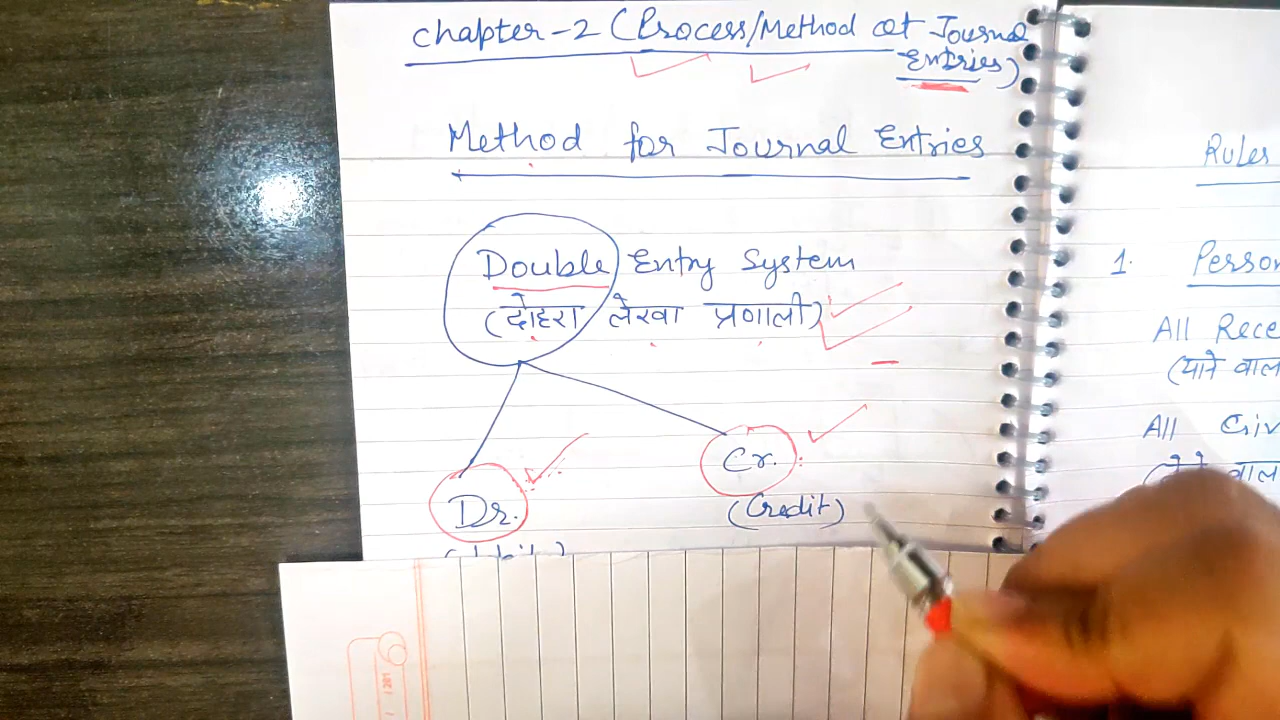 chapter-2 (Process/Method of Journal
Entries)
Method for Journal Entries
Double Entry System
(दोहरा लेखा प्रणाली)
Dr.
Cr.
(Credit)
Rules
1. Person
All Rece
(पाने वाल
All Giv
वाल